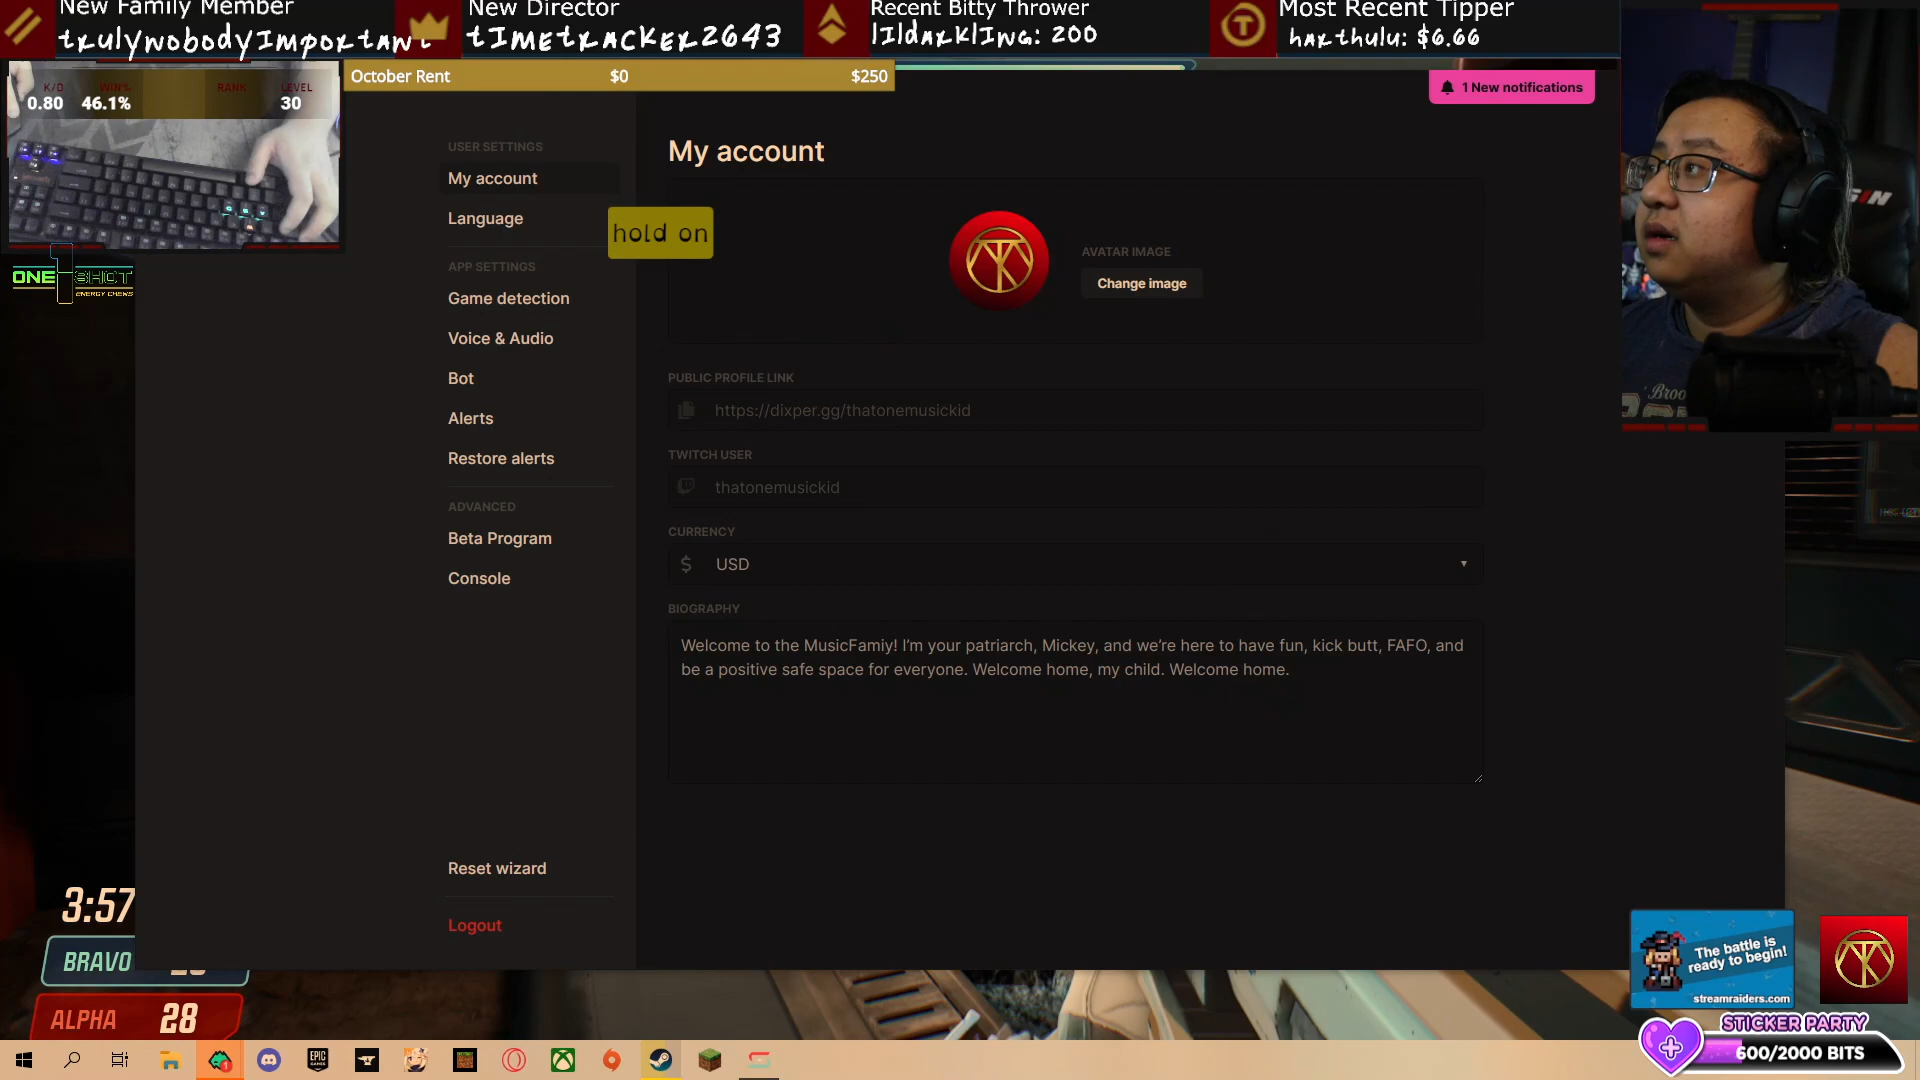 New Family Member
trulynobodyimportant
New Director
timetracker2643
Recent Bitty Thrower
lildarkling: 200
Most Recent Tipper
harthulu: $6.66
October Rent $0 $250
1 New notifications
K/D WIN% RANK LEVEL
0.80 46.1% 30
ONE SHOT
ENERGY CHEWS
USER SETTINGS
My account
Language
APP SETTINGS
Game detection
Voice & Audio
Bot
Alerts
Restore alerts
ADVANCED
Beta Program
Console
Reset wizard
Logout
hold on
My account
AVATAR IMAGE
Change image
PUBLIC PROFILE LINK
https://dixper.gg/thatonemusickid
TWITCH USER
thatonemusickid
CURRENCY
$ USD
BIOGRAPHY
Welcome to the MusicFamiy! I'm your patriarch, Mickey, and we're here to have fun, kick butt, FAFO, and
be a positive safe space for everyone. Welcome home, my child. Welcome home.
3:57
BRAVO
ALPHA 28
The battle is
ready to begin!
streamraiders.com
STICKER PARTY
600/2000 BITS